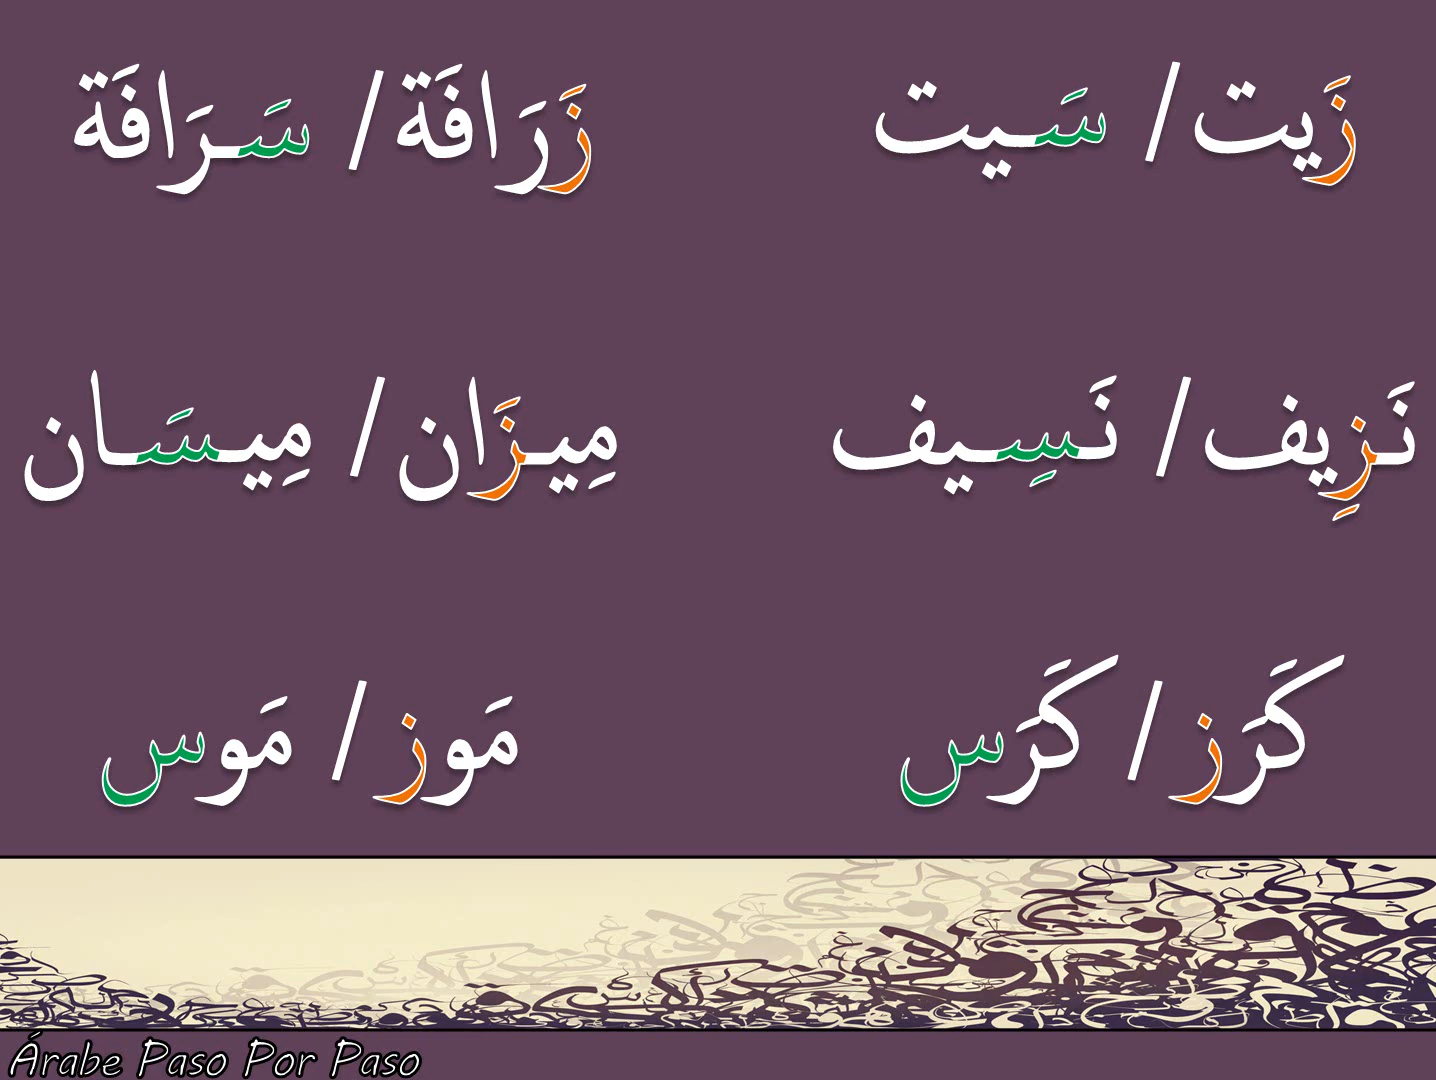 زَيت / سَيت
زَرَافَة / سَرَافَة
نَزِيف / نَسِيف
مِيزَان / مِيسَان
كَرَز / كَرَس
مَوز / مَوس
Árabe Paso Por Paso